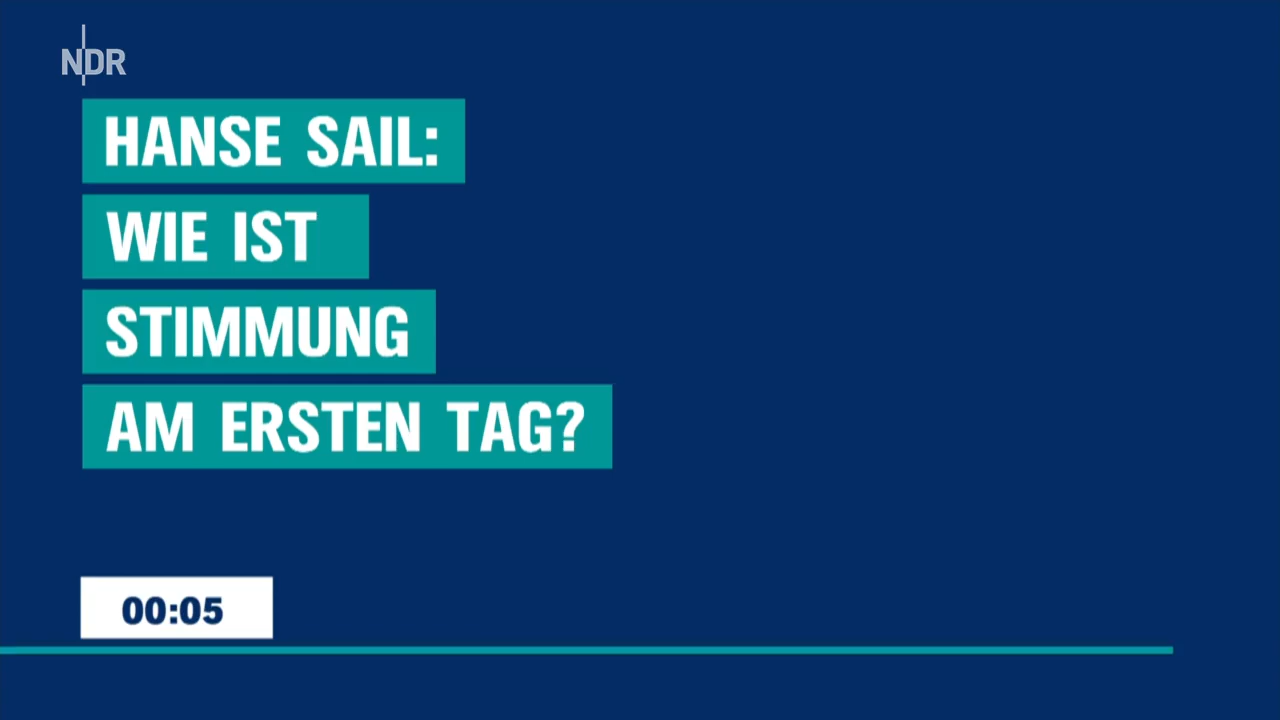 NDR
HANSE SAIL:
WIE IST
STIMMUNG
AM ERSTEN TAG?
00:05